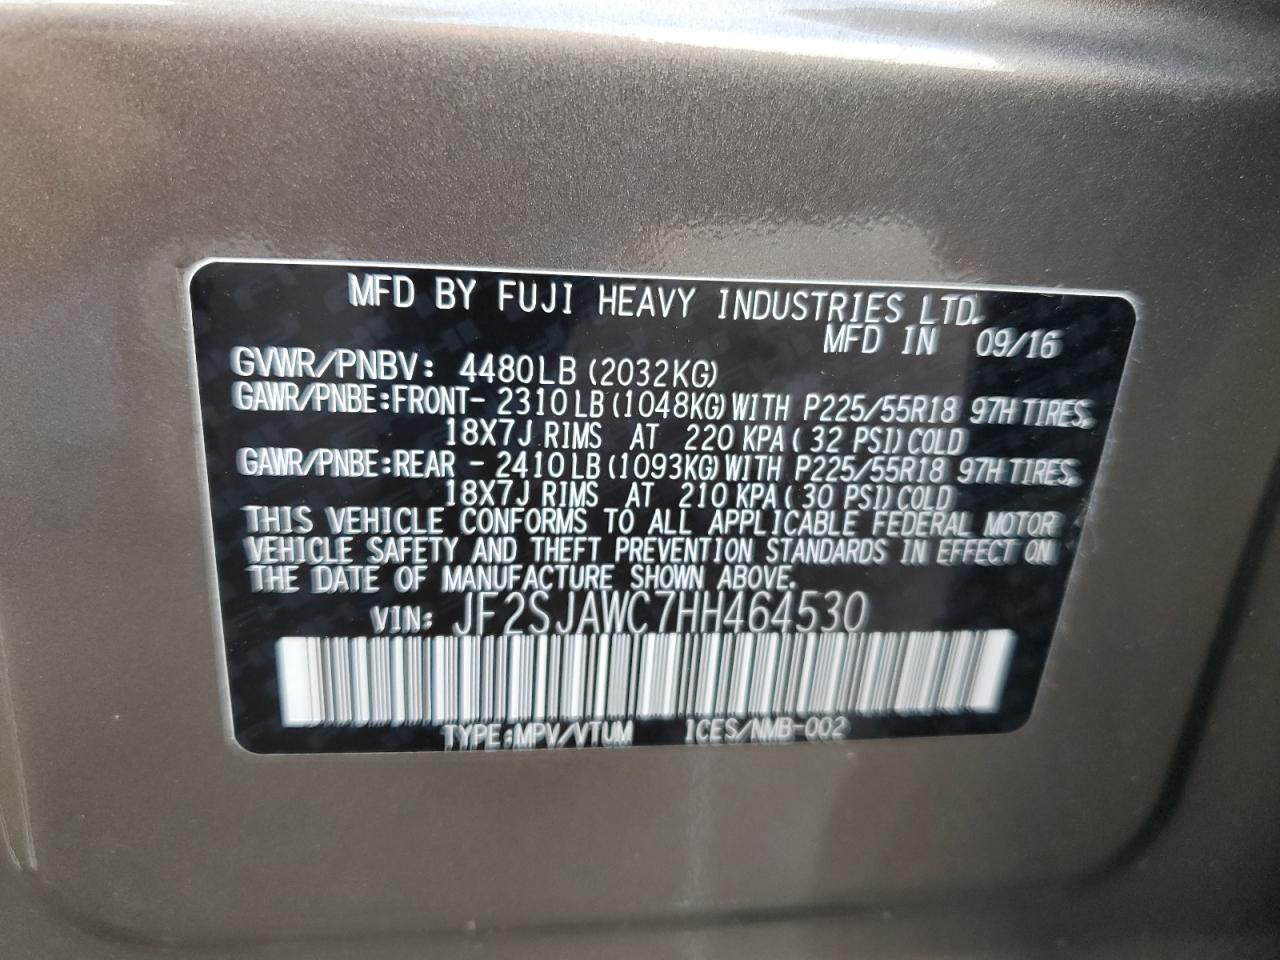 MFD BY FUJI HEAVY INDUSTRIES LTD.
MFD IN 09/16
GVWR/PNBV: 4480LB (2032KG)
GAWR/PNBE:FRONT- 2310 LB (1048KG) WITH P225/55R18 97H TIRES,
18X7J RIMS AT 220 KPA ( 32 PSI) COLD
GAWR/PNBE:REAR - 2410 LB (1093KG) WITH P225/55R18 97H TIRES,
18X7J RIMS AT 210 KPA ( 30 PSI) COLD
THIS VEHICLE CONFORMS TO ALL APPLICABLE FEDERAL MOTOR
VEHICLE SAFETY AND THEFT PREVENTION STANDARDS IN EFFECT ON
THE DATE OF MANUFACTURE SHOWN ABOVE.
VIN: JF2SJAWC7HH464530
TYPE:MPV/VTUM ICES/NMB-002